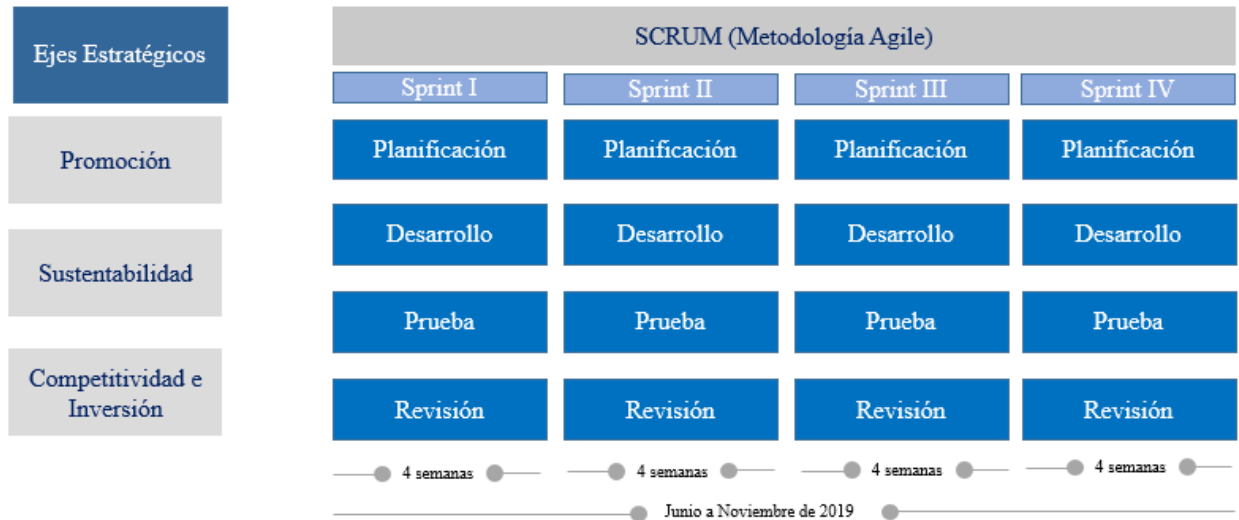 Ejes Estratégicos
SCRUM (Metodología Agile)
Sprint I
Sprint II
Sprint III
Sprint IV
Promoción
Planificación
Planificación
Planificación
Planificación
Sustentabilidad
Desarrollo
Desarrollo
Desarrollo
Desarrollo
Prueba
Prueba
Prueba
Prueba
Competitividad e
Inversión
Revisión
Revisión
Revisión
Revisión
4 semanas
4 semanas
4 semanas
4 semanas
Junio a Noviembre de 2019